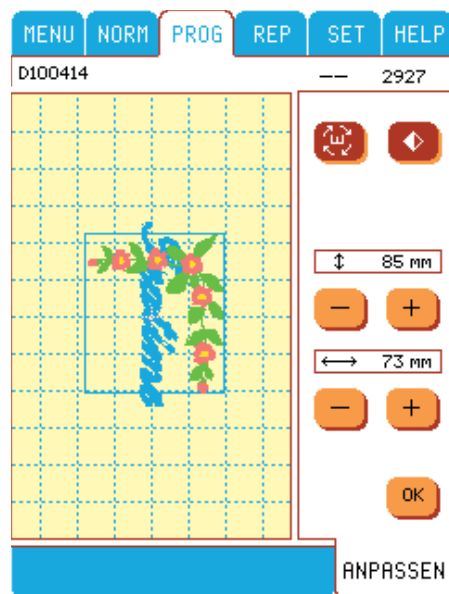 MENU NORM PROG REP SET HELP
D100414 -- 2927
E
85 MM
− +
73 MM
− +
OK
ANPASSEN